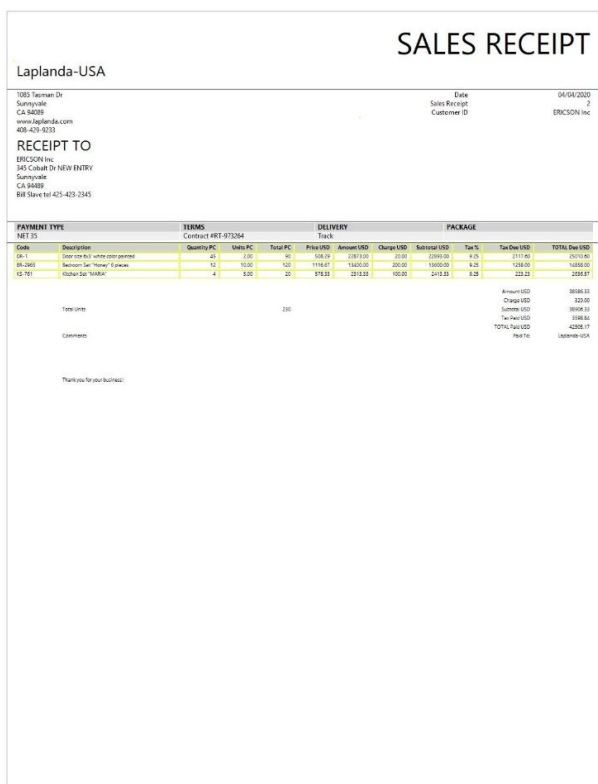 SALES RECEIPT
Laplanda-USA
1085 Tasman Dr
Sunnyvale
CA 94089
www.laplanda.com
408-429-9233
Date 04/04/2020
Sales Receipt 2
Customer ID ERICSON Inc
RECEIPT TO
ERICSON Inc
345 Cobalt Dr NEW ENTRY
Sunnyvale
CA 94489
Bill Slave tel 425-423-2345
PAYMENT TYPE TERMS DELIVERY PACKAGE
NET 35 Contract #RT-973264 Track
Code Description Quantity PC Units PC Total PC Price USD Amount USD Charge USD Subtotal USD Tax % Tax Due USD TOTAL Due USD
DR-1 Door size 6x3' white color painted 45 2.00 90 508.29 22873.00 20.00 22893.00 9.25 2117.60 25010.60
BR-2993 Bedroom Set "Honey" 6 pieces 12 10.00 120 1116.67 13400.00 200.00 13600.00 9.25 1258.00 14858.00
KS-761 Kitchen Set "MARIA" 4 5.00 20 578.33 2313.33 100.00 2413.33 9.25 223.23
Amount USD 38586.33
Charge USD 320.00
Total Units 230 Subtotal USD 38906.33
Tax Paid USD
TOTAL Paid USD 42505.17
Comments Paid To: Laplanda-USA
Thank you for your business!